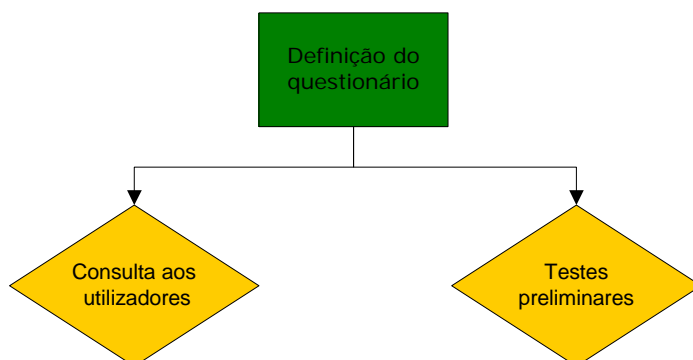 Definição do
questionário
Consulta aos
utilizadores
Testes
preliminares